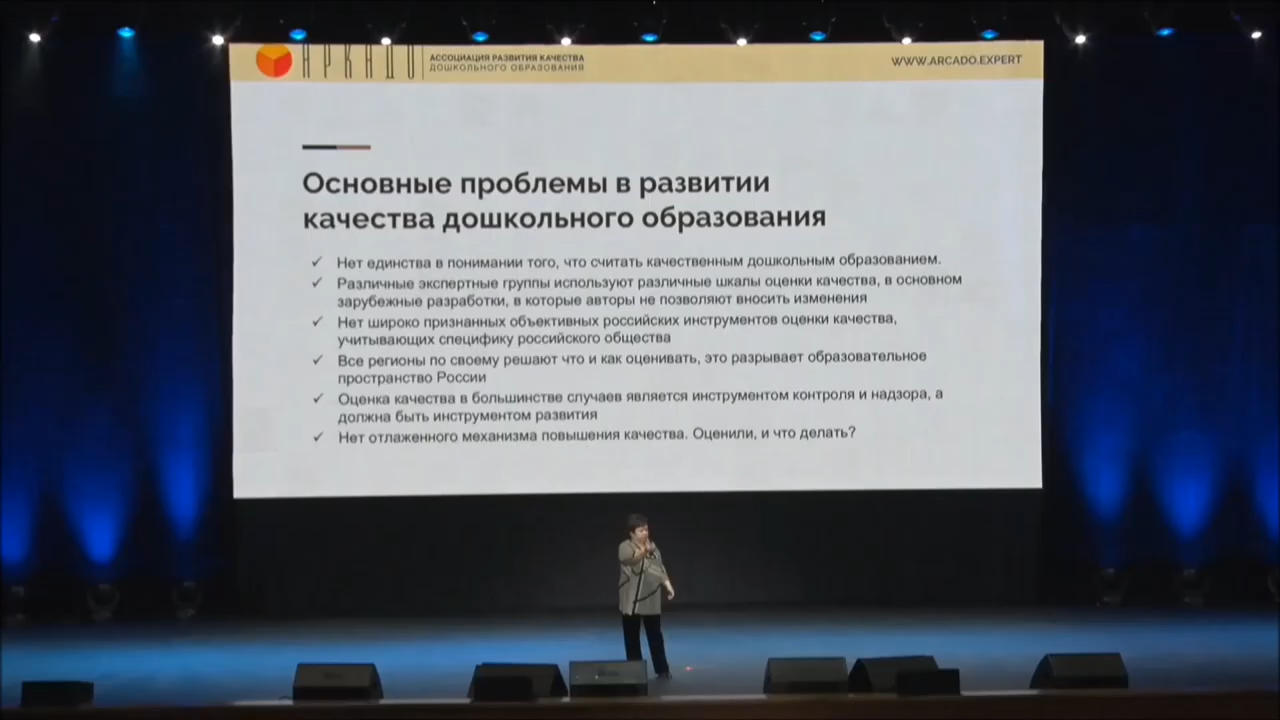 АРКАДО
АССОЦИАЦИЯ РАЗВИТИЯ КАЧЕСТВА
ДОШКОЛЬНОГО ОБРАЗОВАНИЯ
WWW.ARCADO.EXPERT
Основные проблемы в развитии
качества дошкольного образования
✓ Нет единства в понимании того, что считать качественным дошкольным образованием.
✓ Различные экспертные группы используют различные шкалы оценки качества, в основном
зарубежные разработки, в которые авторы не позволяют вносить изменения
✓ Нет широко признанных объективных российских инструментов оценки качества,
учитывающих специфику российского общества
✓ Все регионы по своему решают что и как оценивать, это разрывает образовательное
пространство России
✓ Оценка качества в большинстве случаев является инструментом контроля и надзора, а
должна быть инструментом развития
✓ Нет отлаженного механизма повышения качества. Оценили, и что делать?